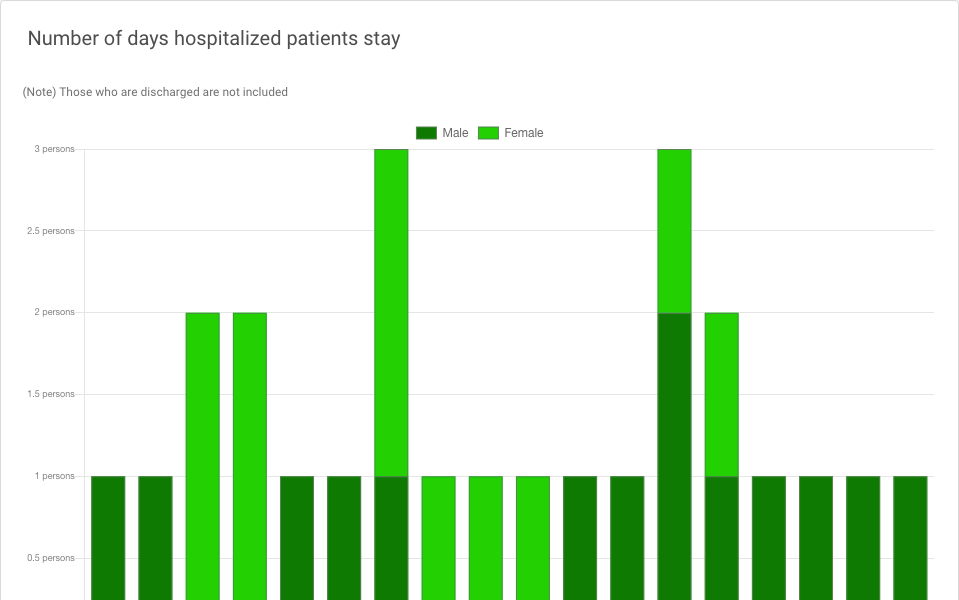 Number of days hospitalized patients stay
(Note) Those who are discharged are not included
Male Female
3 persons
2.5 persons
2 persons
1.5 persons
1 persons
0.5 persons